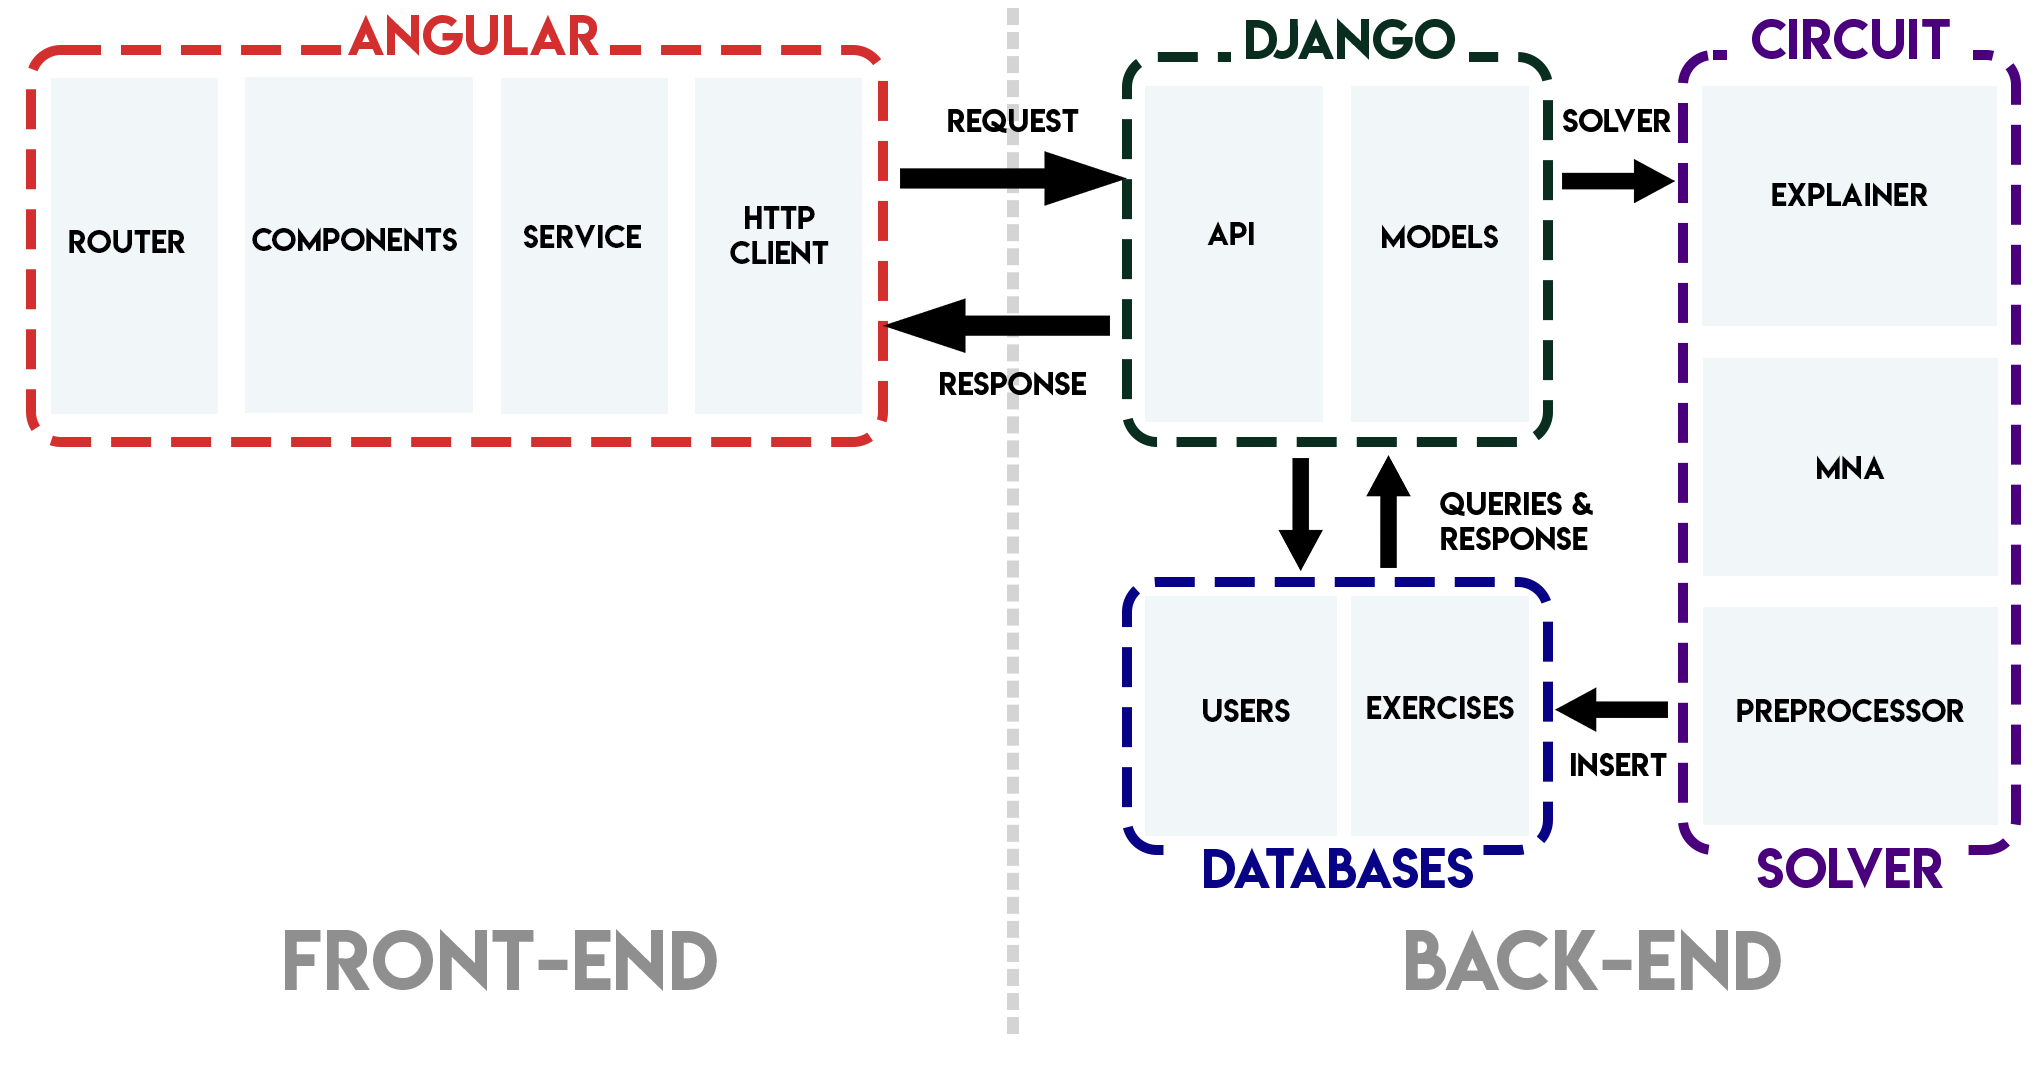 ANGULAR
ROUTER
COMPONENTS
SERVICE
HTTP
CLIENT
REQUEST
RESPONSE
DJANGO
API
MODELS
SOLVER
CIRCUIT
EXPLAINER
MNA
PREPROCESSOR
SOLVER
QUERIES &
RESPONSE
USERS
EXERCISES
INSERT
DATABASES
FRONT-END
BACK-END